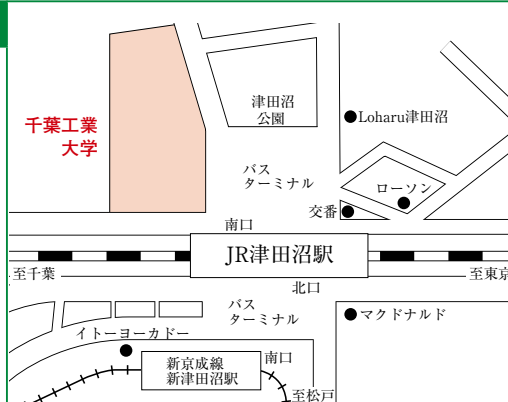 津田沼
公園
Loharu津田沼
千葉工業
大学
バス
ターミナル
ローソン
交番
南口
JR津田沼駅
至千葉
至東京
北口
バス
ターミナル
マクドナルド
イトーヨーカドー
南口
新京成線
新津田沼駅
至松戸